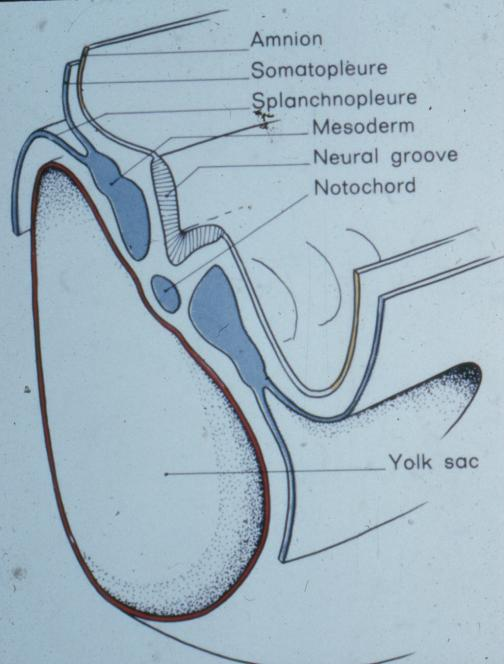 Amnion
Somatopleure
Splanchnopleure
Mesoderm
Neural groove
Notochord
Yolk sac